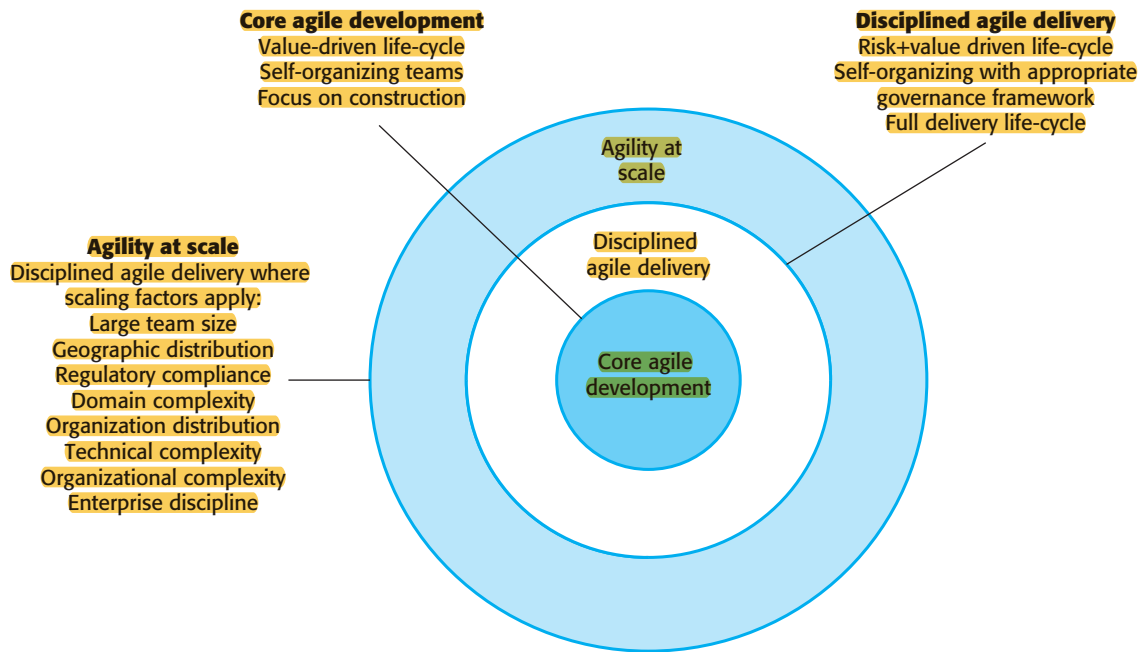 Core agile development
Value-driven life-cycle
Self-organizing teams
Focus on construction
Disciplined agile delivery
Risk+value driven life-cycle
Self-organizing with appropriate
governance framework
Full delivery life-cycle
Agility at
scale
Disciplined
agile delivery
Core agile
development
Agility at scale
Disciplined agile delivery where
scaling factors apply:
Large team size
Geographic distribution
Regulatory compliance
Domain complexity
Organization distribution
Technical complexity
Organizational complexity
Enterprise discipline